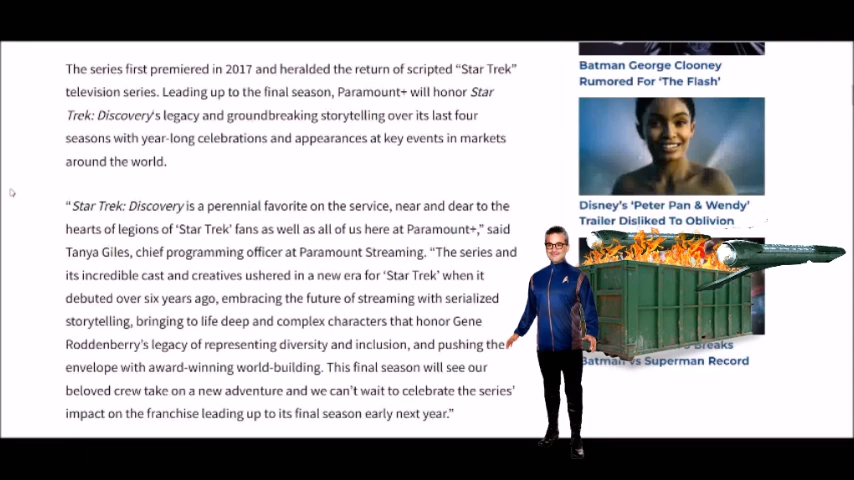 The series first premiered in 2017 and heralded the return of scripted “Star Trek”
television series. Leading up to the final season, Paramount+ will honor Star
Trek: Discovery's legacy and groundbreaking storytelling over its last four
seasons with year-long celebrations and appearances at key events in markets
around the world.
“Star Trek: Discovery is a perennial favorite on the service, near and dear to the
hearts of legions of ‘Star Trek’ fans as well as all of us here at Paramount+,” said
Tanya Giles, chief programming officer at Paramount Streaming. “The series and
its incredible cast and creatives ushered in a new era for ‘Star Trek’ when it
debuted over six years ago, embracing the future of streaming with serialized
storytelling, bringing to life deep and complex characters that honor Gene
Roddenberry’s legacy of representing diversity and inclusion, and pushing the
envelope with award-winning world-building. This final season will see our
beloved crew take on a new adventure and we can’t wait to celebrate the series’
impact on the franchise leading up to its final season early next year.”
Batman George Clooney
Rumored For ‘The Flash’
Disney’s ‘Peter Pan & Wendy’
Trailer Disliked To Oblivion
Breaks
Batman vs Superman Record